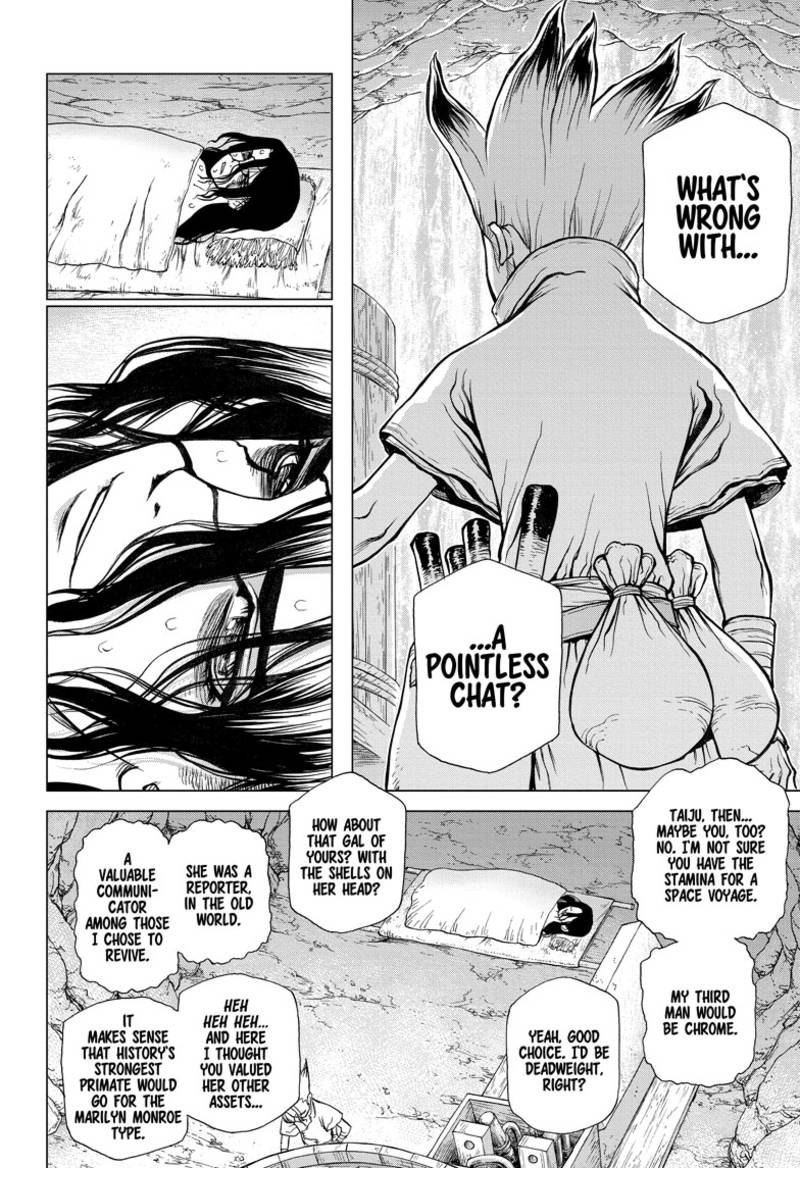 WHAT'S
WRONG
WITH...
...A
POINTLESS
CHAT?
TAIJU, THEN...
MAYBE YOU, TOO?
NO. I'M NOT SURE
YOU HAVE THE
STAMINA FOR A
SPACE VOYAGE.
MY THIRD
MAN WOULD
BE CHROME.
YEAH, GOOD
CHOICE. I'D BE
DEADWEIGHT,
RIGHT?
HOW ABOUT
THAT GAL OF
YOURS? WITH
THE SHELLS ON
HER HEAD?
SHE WAS A
REPORTER,
IN THE OLD
WORLD.
A
VALUABLE
COMMUNI-
CATOR
AMONG THOSE
I CHOSE TO
REVIVE.
HEH
HEH HEH...
AND HERE
I THOUGHT
YOU VALUED
HER OTHER
ASSETS...
IT
MAKES SENSE
THAT HISTORY'S
STRONGEST
PRIMATE WOULD
GO FOR THE
MARILYN MONROE
TYPE.